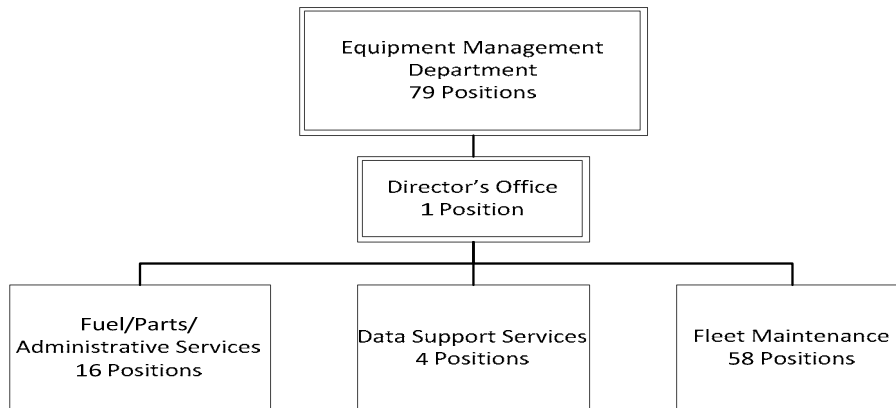 Equipment Management
Department
79 Positions
Director's Office
1 Position
Fuel/Parts/
Administrative Services
16 Positions
Data Support Services
4 Positions
Fleet Maintenance
58 Positions